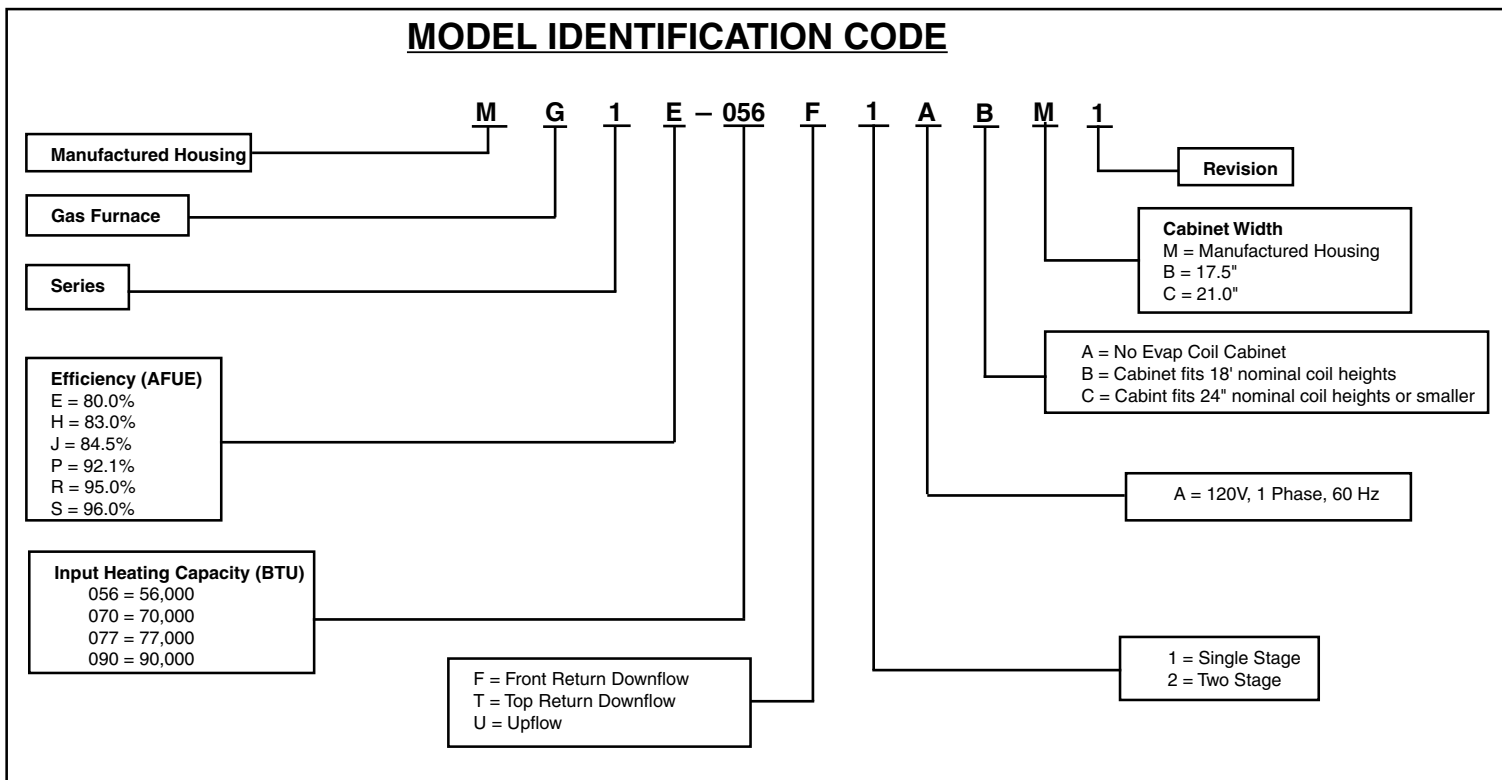 MODEL IDENTIFICATION CODE
M G 1 E – 056 F 1 A B M 1
Manufactured Housing
Gas Furnace
Series
Efficiency (AFUE)
E = 80.0%
H = 83.0%
J = 84.5%
P = 92.1%
R = 95.0%
S = 96.0%
Input Heating Capacity (BTU)
056 = 56,000
070 = 70,000
077 = 77,000
090 = 90,000
F = Front Return Downflow
T = Top Return Downflow
U = Upflow
Revision
Cabinet Width
M = Manufactured Housing
B = 17.5"
C = 21.0"
A = No Evap Coil Cabinet
B = Cabinet fits 18' nominal coil heights
C = Cabint fits 24" nominal coil heights or smaller
A = 120V, 1 Phase, 60 Hz
1 = Single Stage
2 = Two Stage